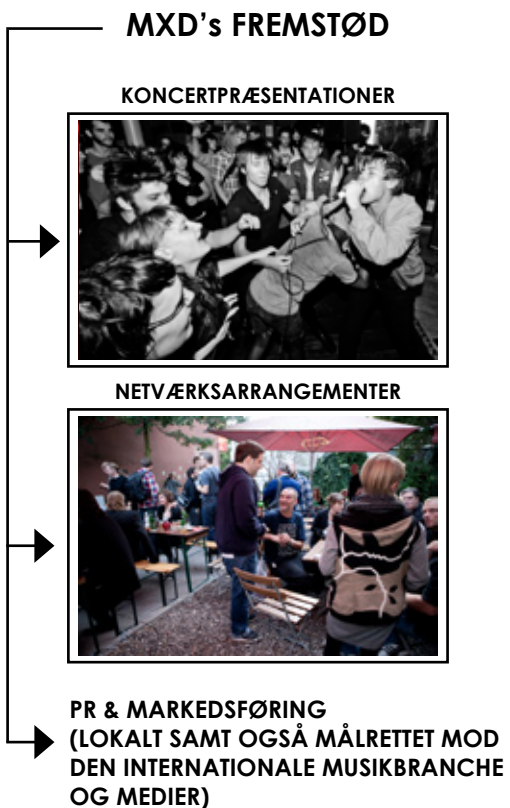 MXD's FREMSTØD
KONCERTPRÆSENTATIONER
NETVÆRKSARRANGEMENTER
PR & MARKEDSFØRING
(LOKALT SAMT OGSÅ MÅLRETTET MOD
DEN INTERNATIONALE MUSIKBRANCHE
OG MEDIER)